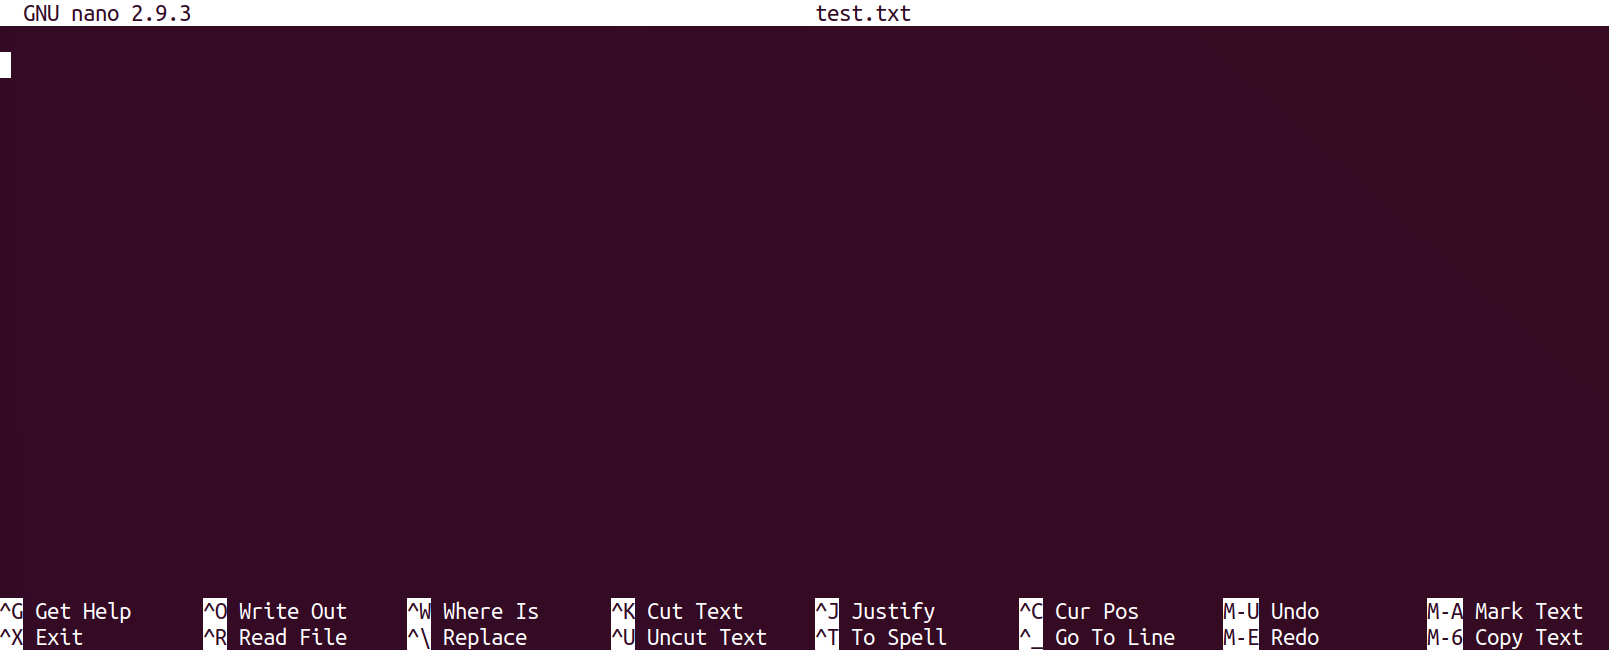 GNU nano 2.9.3 test.txt
^G Get Help ^O Write Out ^W Where Is ^K Cut Text ^J Justify ^C Cur Pos M-U Undo M-A Mark Text
^X Exit ^R Read File ^\ Replace ^U Uncut Text ^T To Spell ^_ Go To Line M-E Redo M-6 Copy Text